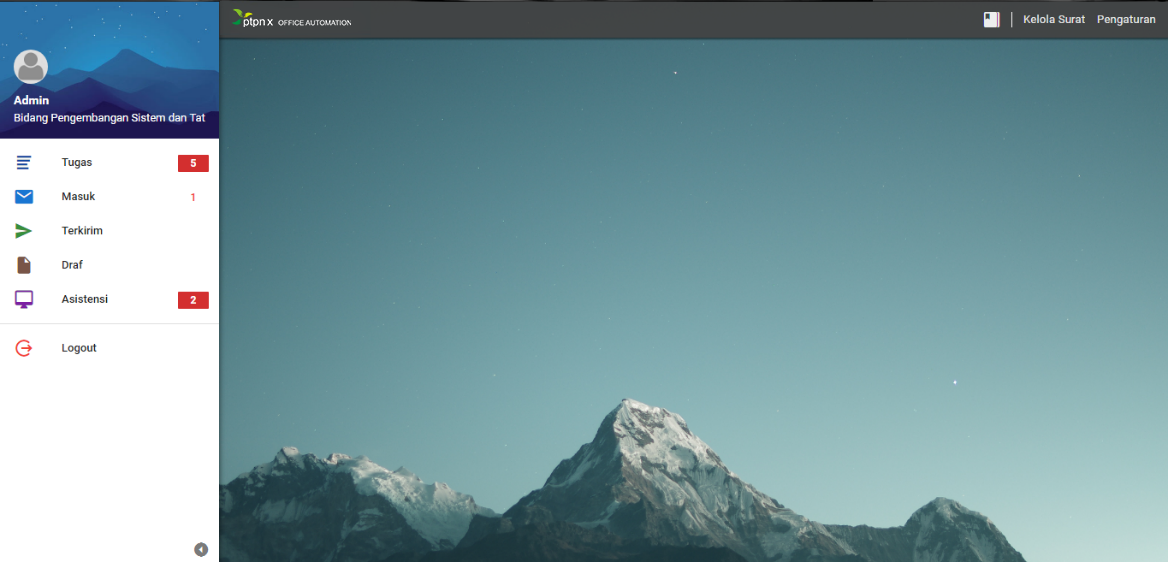 ptpn x OFFICE AUTOMATION
Kelola Surat Pengaturan
Admin
Bidang Pengembangan Sistem dan Tat
Tugas 5
Masuk 1
Terkirim
Draf
Asistensi 2
Logout